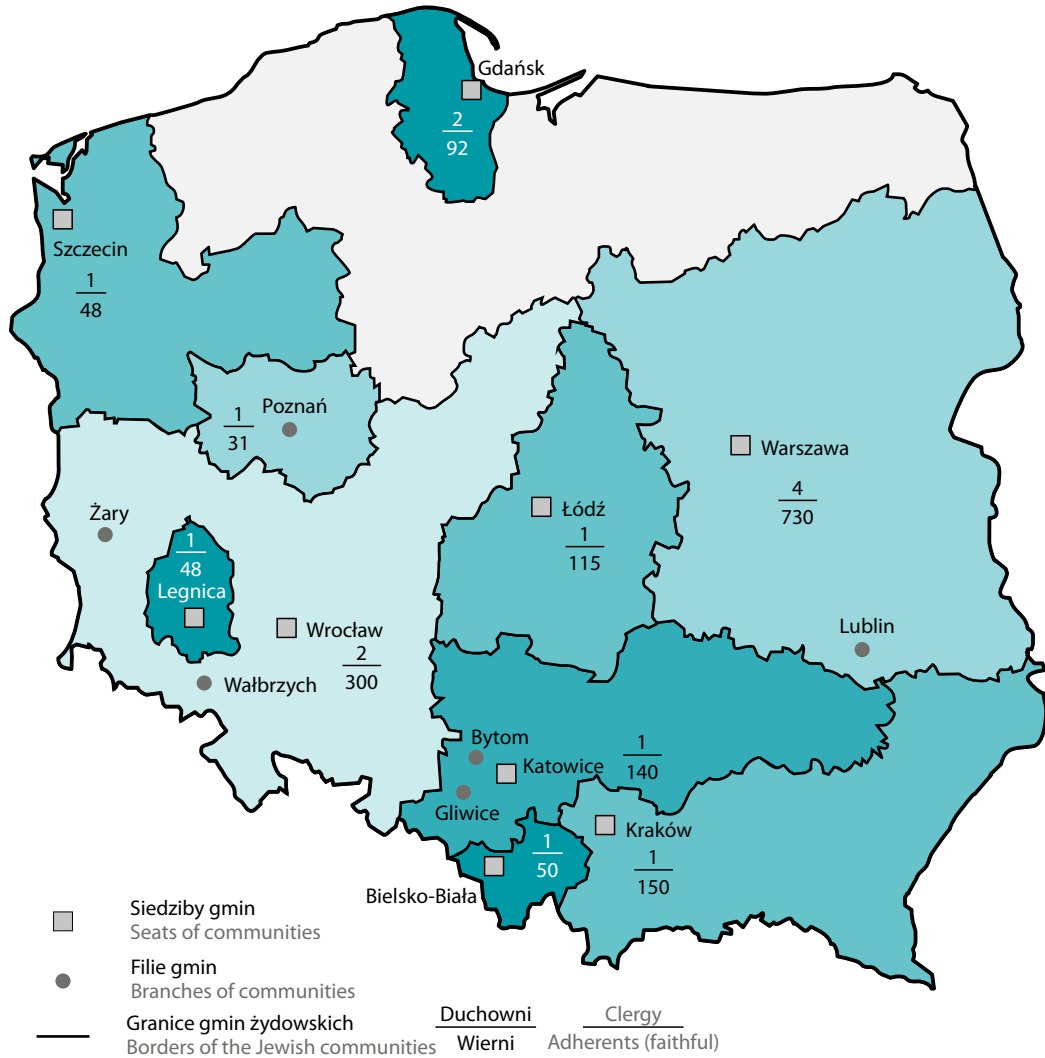 Gdańsk
2
92
Szczecin
1
48
Poznań
1
31
Warszawa
4
730
Żary
Łódź
1
115
1
48
Legnica
Wrocław
2
300
Lublin
Wałbrzych
Bytom
Katowice
1
140
Gliwice
Kraków
1
150
1
50
Bielsko-Biała
Siedziby gmin
Seats of communities
Filie gmin
Branches of communities
Granice gmin żydowskich
Borders of the Jewish communities
Duchowni
Wierni
Clergy
Adherents (faithful)